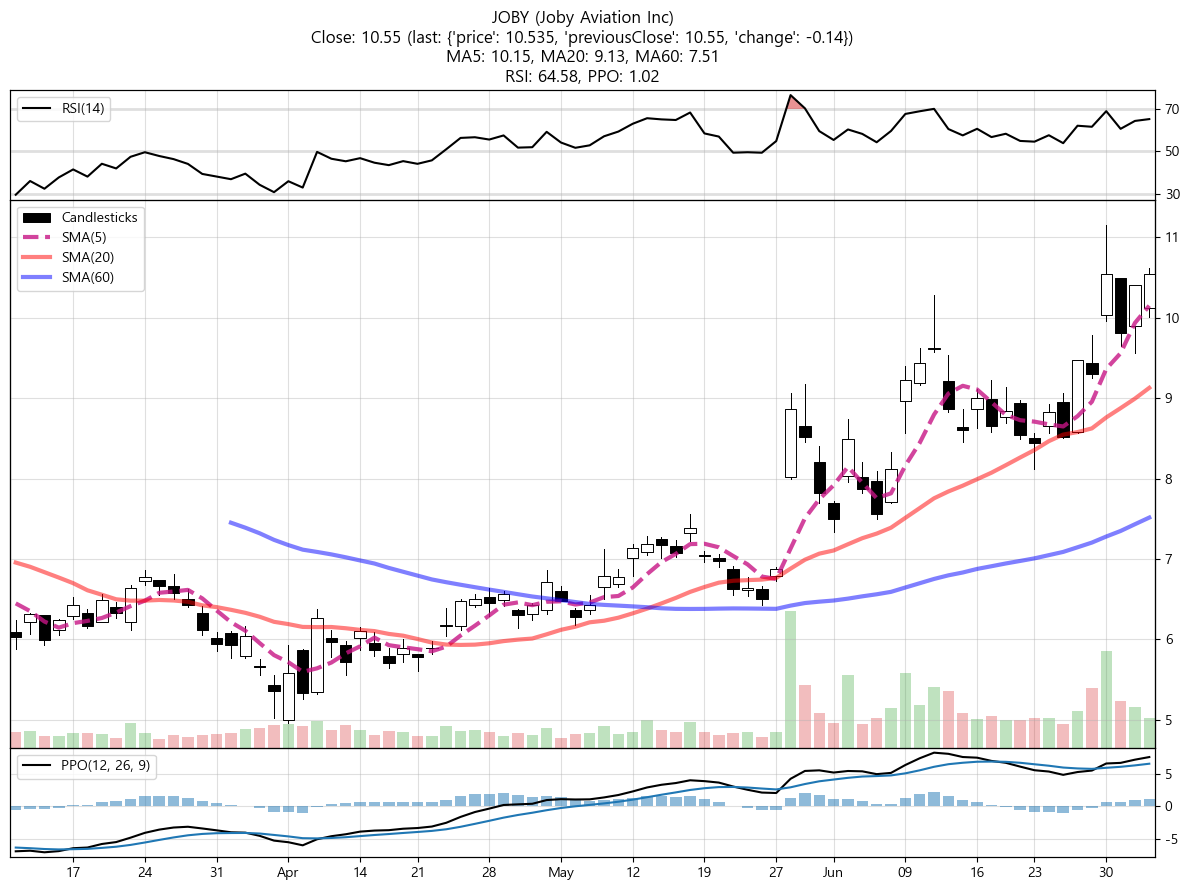 JOBY (Joby Aviation Inc)
Close: 10.55 (last: {'price': 10.535, 'previousClose': 10.55, 'change': -0.14})
MA5: 10.15, MA20: 9.13, MA60: 7.51
RSI: 64.58, PPO: 1.02
RSI(14)
70
50
30
Candlesticks
SMA(5)
SMA(20)
SMA(60)
11
10
9
8
7
6
5
PPO(12, 26, 9)
5
0
-5
17 24 31 Apr 14 21 28 May 12 19 27 Jun 09 16 23 30